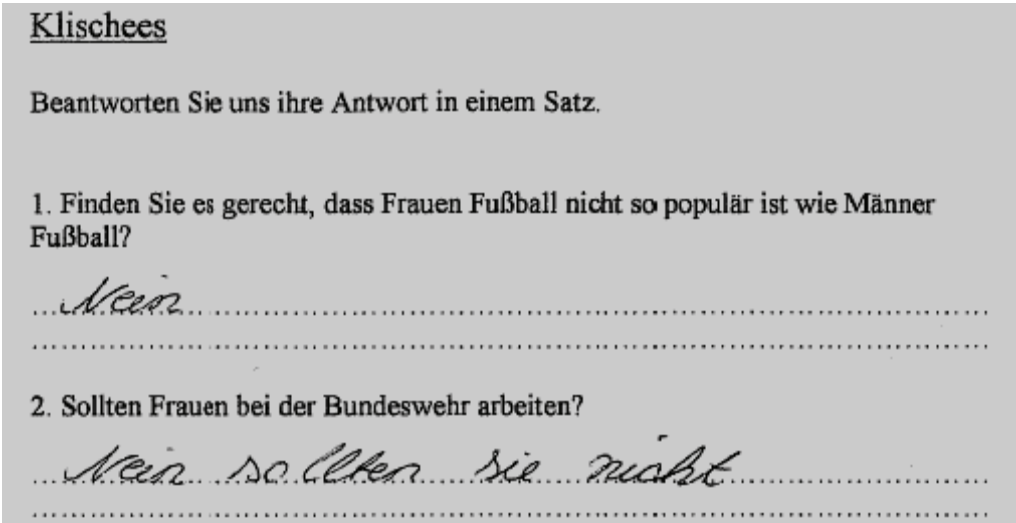 Klischees
Beantworten Sie uns ihre Antwort in einem Satz.
1. Finden Sie es gerecht, dass Frauen Fußball nicht so populär ist wie Männer
Fußball?
Nein
2. Sollten Frauen bei der Bundeswehr arbeiten?
Nein sollten sie nicht